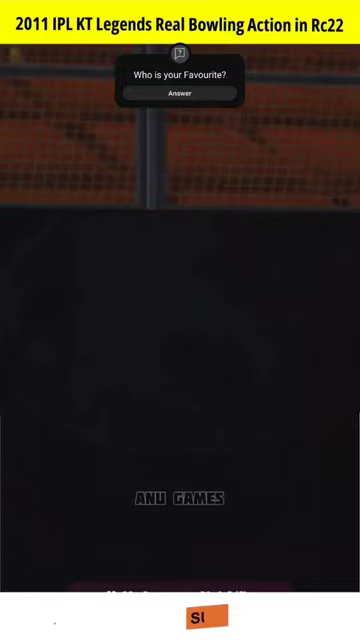 2011 IPL KT Legends Real Bowling Action in Rc22
Who is your Favourite?
Answer
ANU GAMES